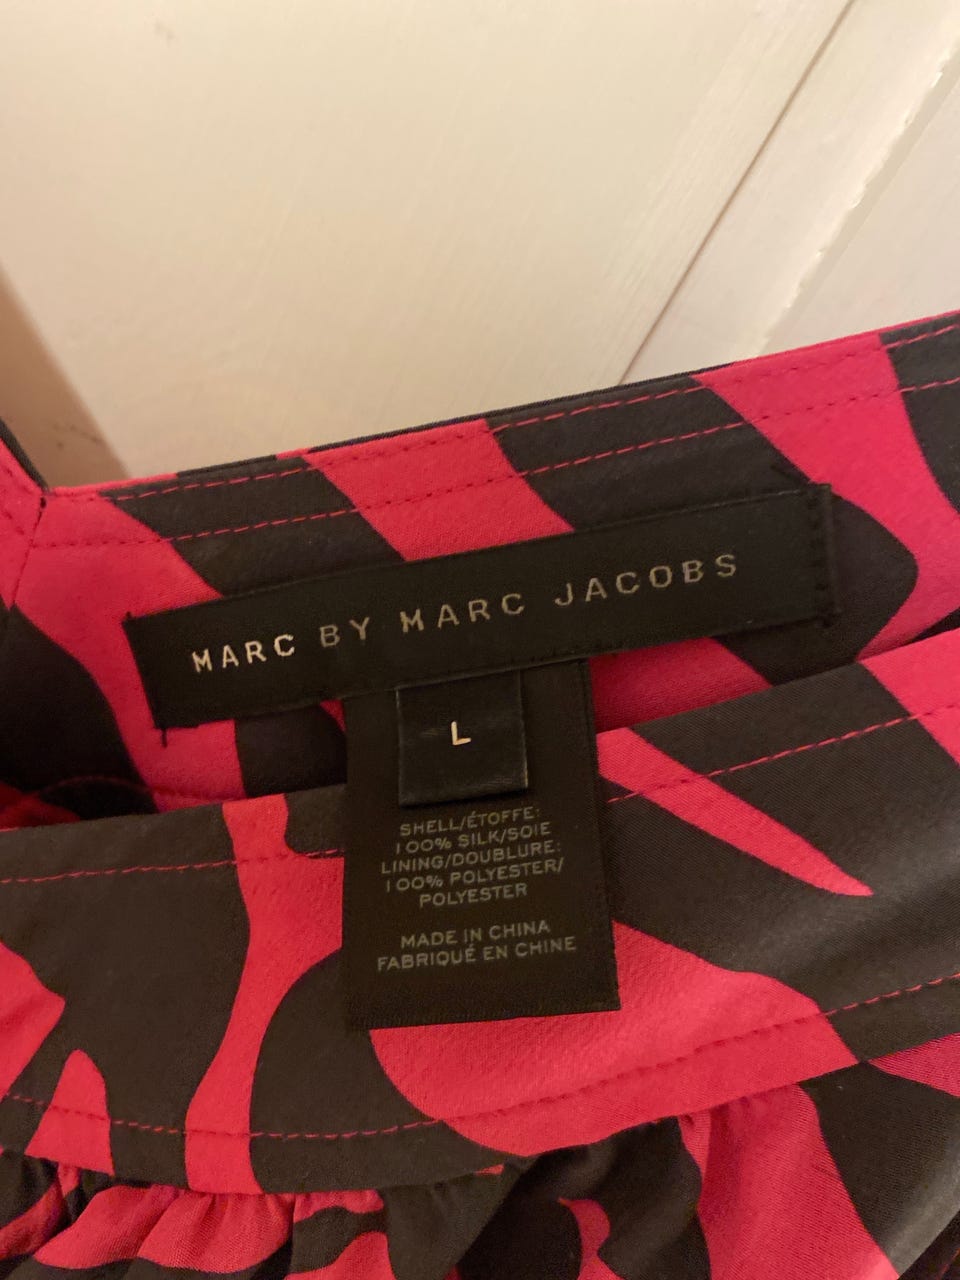 MARC BY MARC JACOBS
L
SHELL/ÉTOFFE:
100% SILK/SOIE
LINING/DOUBLURE:
100% POLYESTER/
POLYESTER
MADE IN CHINA
FABRIQUÉ EN CHINE